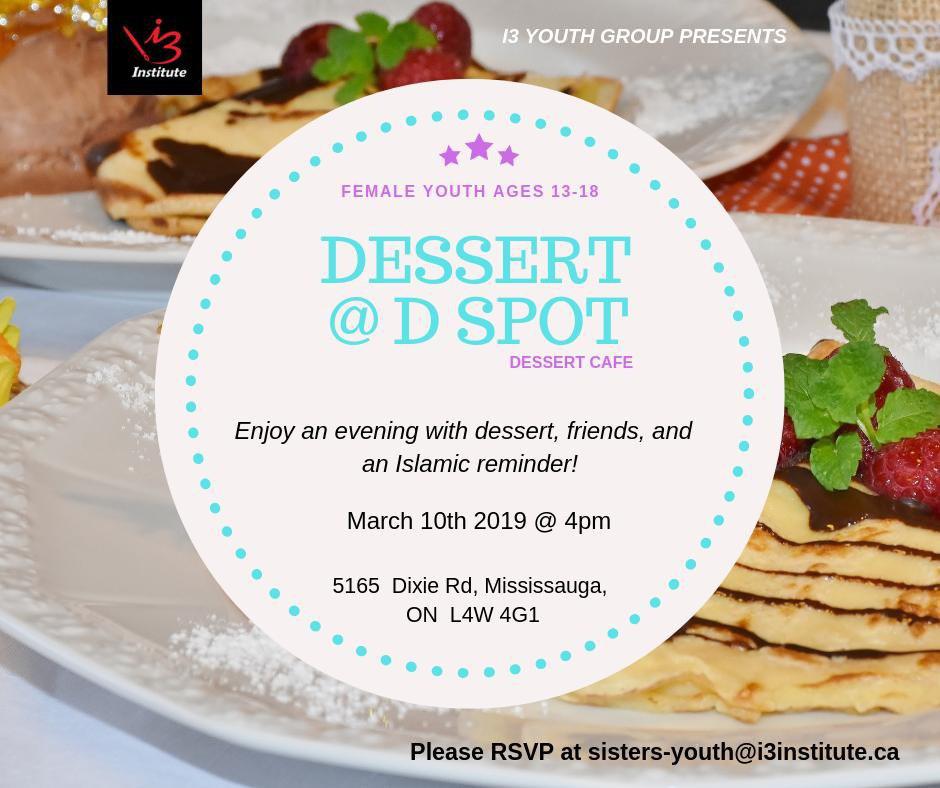 i3
Institute
I3 YOUTH GROUP PRESENTS
FEMALE YOUTH AGES 13-18
DESSERT
@ D SPOT
DESSERT CAFE
Enjoy an evening with dessert, friends, and
an Islamic reminder!
March 10th 2019 @ 4pm
5165 Dixie Rd, Mississauga,
ON L4W 4G1
Please RSVP at sisters-youth@i3institute.ca